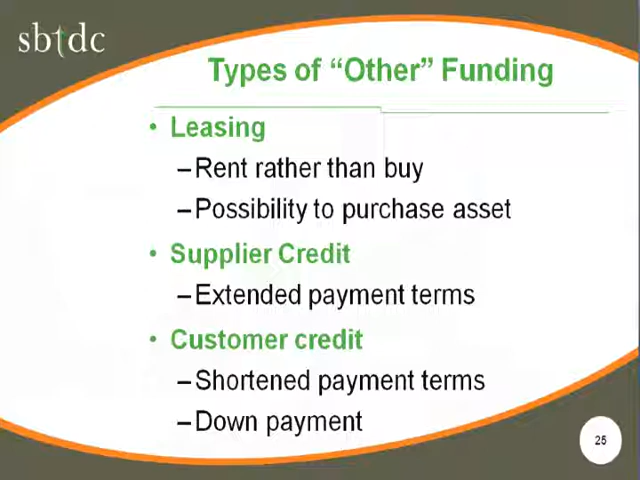 sbtdc
Types of “Other” Funding
• Leasing
–Rent rather than buy
–Possibility to purchase asset
• Supplier Credit
–Extended payment terms
• Customer credit
–Shortened payment terms
–Down payment
25